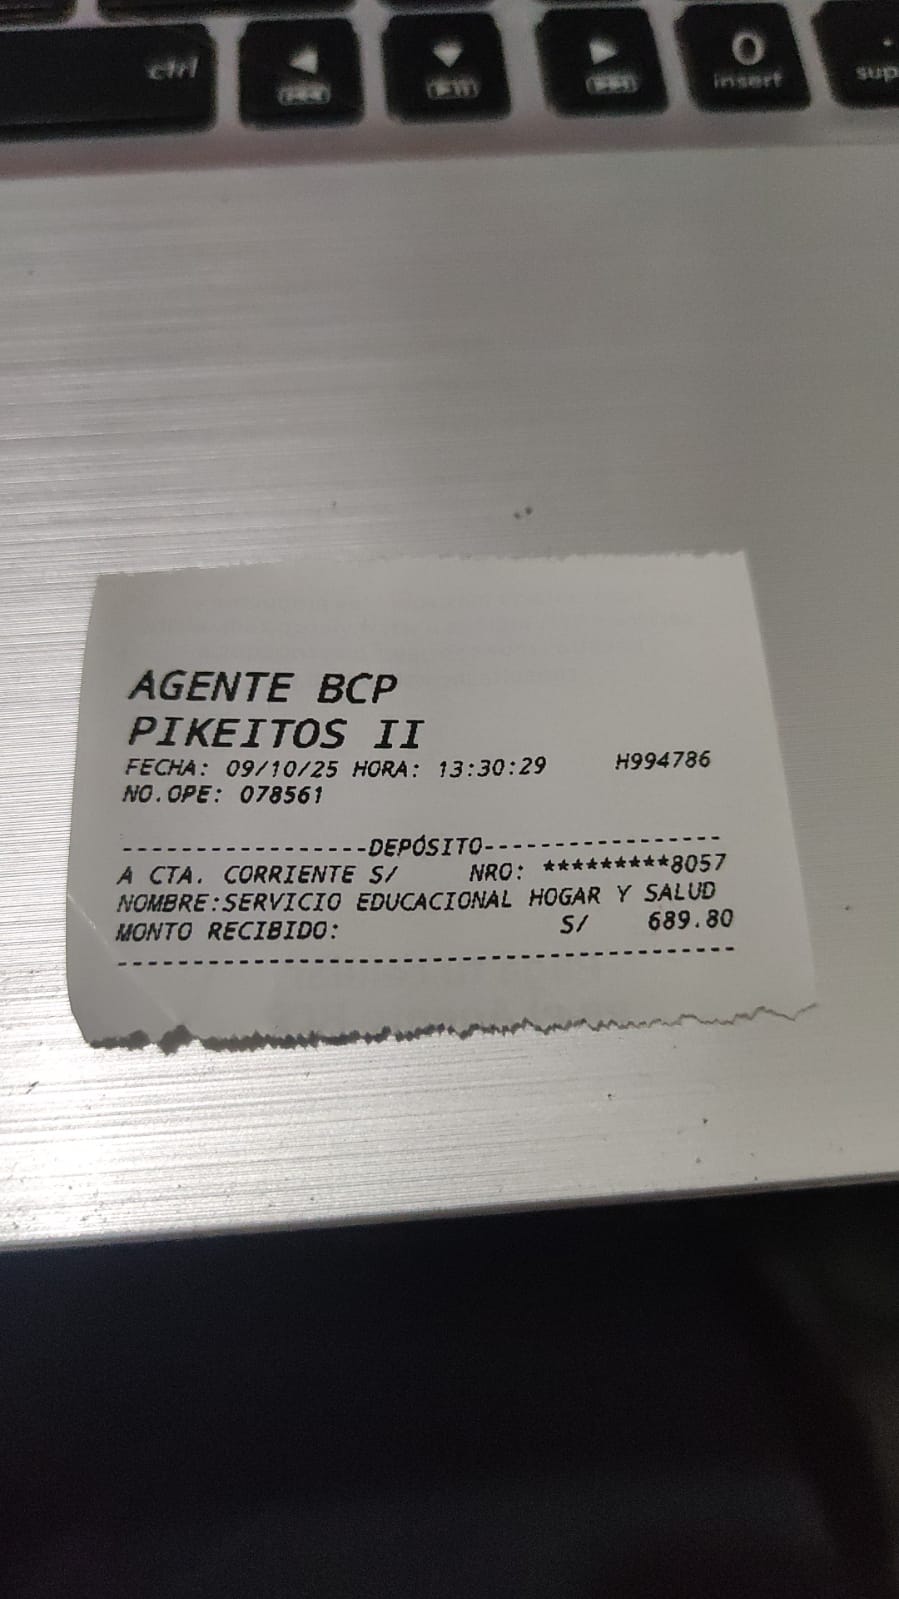 ctrl
0
insert
sup
AGENTE BCP
PIKEITOS II
FECHA: 09/10/25 HORA: 13:30:29 H994786
NO.OPE: 078561
-----------------DEPÓSITO-----------------
A CTA. CORRIENTE S/ NRO: *********8057
NOMBRE:SERVICIO EDUCACIONAL HOGAR Y SALUD
MONTO RECIBIDO: S/ 689.80